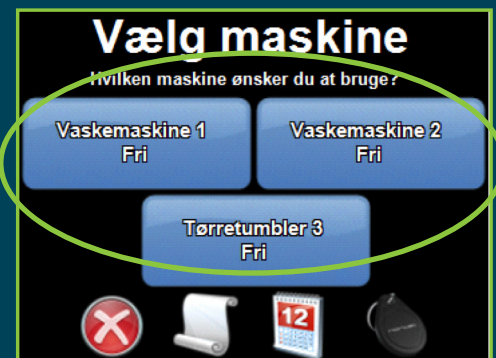 Vælg maskine
Hvilken maskine ønsker du at bruge?
Vaskemaskine 1
Fri
Vaskemaskine 2
Fri
Tørretumbler 3
Fri
12